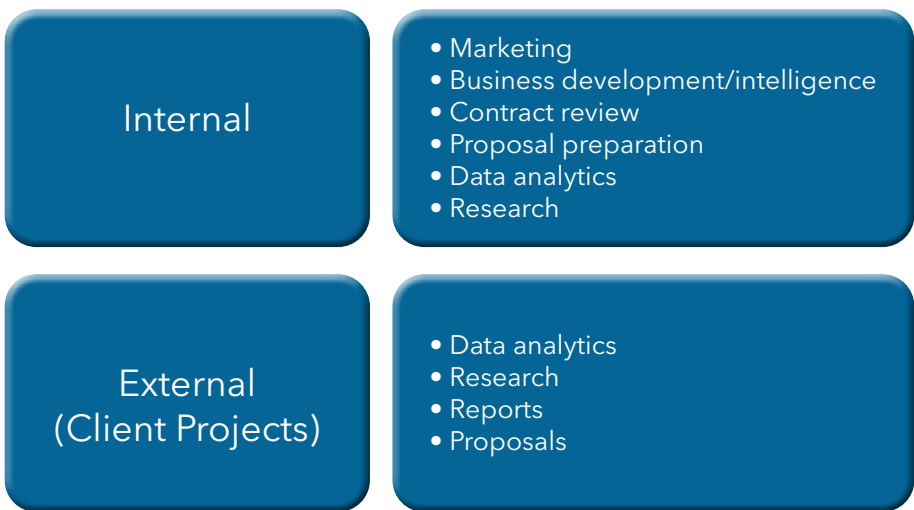 Internal
• Marketing
• Business development/intelligence
• Contract review
• Proposal preparation
• Data analytics
• Research
External
(Client Projects)
• Data analytics
• Research
• Reports
• Proposals